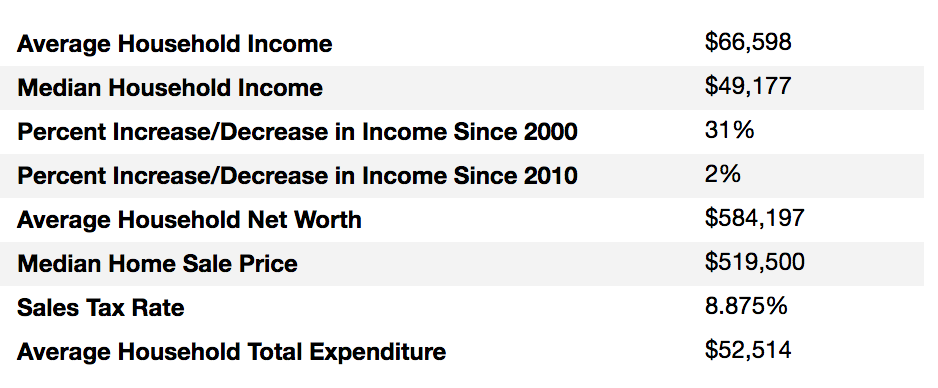 Average Household Income $66,598
Median Household Income $49,177
Percent Increase/Decrease in Income Since 2000 31%
Percent Increase/Decrease in Income Since 2010 2%
Average Household Net Worth $584,197
Median Home Sale Price $519,500
Sales Tax Rate 8.875%
Average Household Total Expenditure $52,514